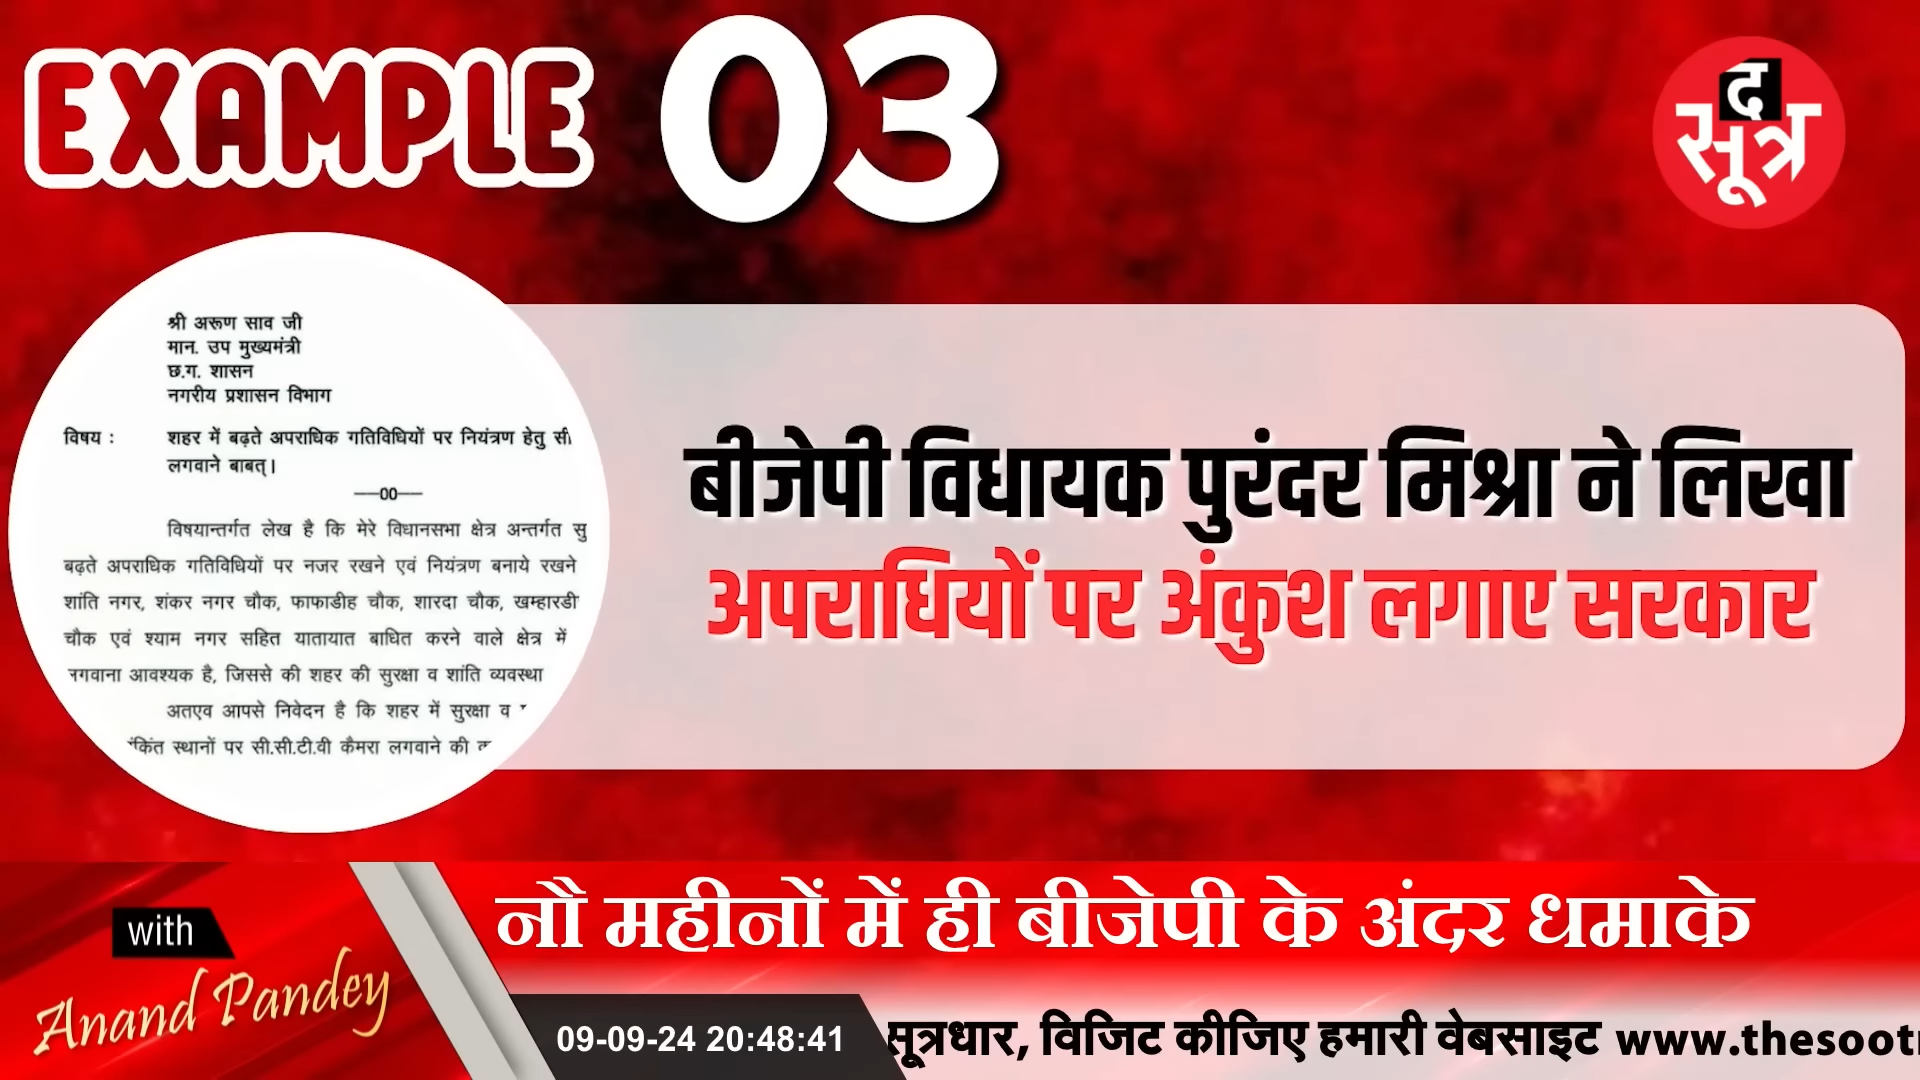 EXAMPLE 03
द
सूत्र
श्री अरूण साव जी
मान. उप मुख्यमंत्री
छ.ग. शासन
नगरीय प्रशासन विभाग
विषय : शहर में बढ़ते अपराधिक गतिविधियों पर नियंत्रण हेतु
लगवाने बाबत्।
—00—
विषयान्तर्गत लेख है कि मेरे विधानसभा क्षेत्र अन्तर्गत
बढ़ते अपराधिक गतिविधियों पर नजर रखने एवं नियंत्रण बनाये रखने
शांति नगर, शंकर नगर चौक, फाफाडीह चौक, शारदा चौक,
चौक एवं श्याम नगर सहित यातायात बाधित करने वाले क्षेत्र में
आवश्यक है, जिससे की शहर की सुरक्षा व शांति व्यवस्था
अतएव आपसे निवेदन है कि शहर में सुरक्षा व
स्थानों पर सी.सी.टी.वी कैमरा लगवाने की
बीजेपी विधायक पुरंदर मिश्रा ने लिखा
अपराधियों पर अंकुश लगाए सरकार
with
Anand Pandey
नौ महीनों में ही बीजेपी के अंदर धमाके
09-09-24 20:48:41
सूत्रधार, विजिट कीजिए हमारी वेबसाइट www.thesoot